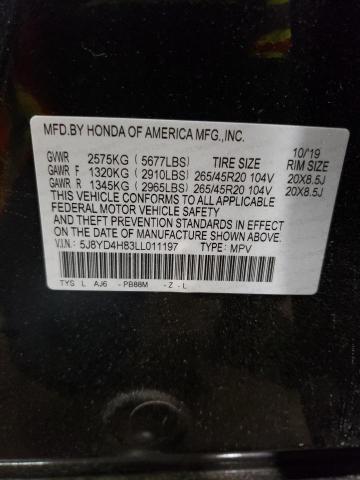 MFD.BY HONDA OF AMERICA MFG.,INC.
10/'19
GVWR 2575KG (5677LBS) TIRE SIZE RIM SIZE
GAWR F 1320KG (2910LBS) 265/45R20 104V 20X8.5J
GAWR R 1345KG (2965LBS) 265/45R20 104V 20X8.5J
THIS VEHICLE CONFORMS TO ALL APPLICABLE
FEDERAL MOTOR VEHICLE SAFETY
AND THEFT PREVENTION STANDARDS IN
EFFECT ON THE DATE OF MANUFACTURE
SHOWN ABOVE.
V.I.N.: 5J8YD4H83LL011197 TYPE: MPV
TYS L AJ6 -PB88M -Z -L